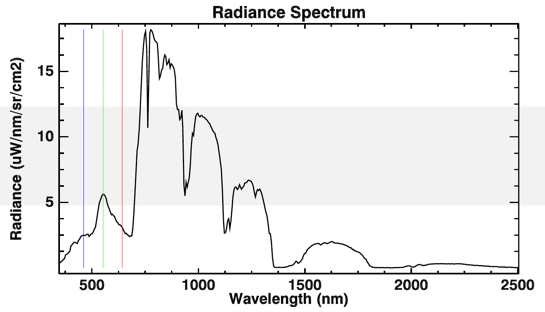 Radiance Spectrum
Radiance (uW/nm/sr/cm2)
15
10
5
500 1000 1500 2000 2500
Wavelength (nm)